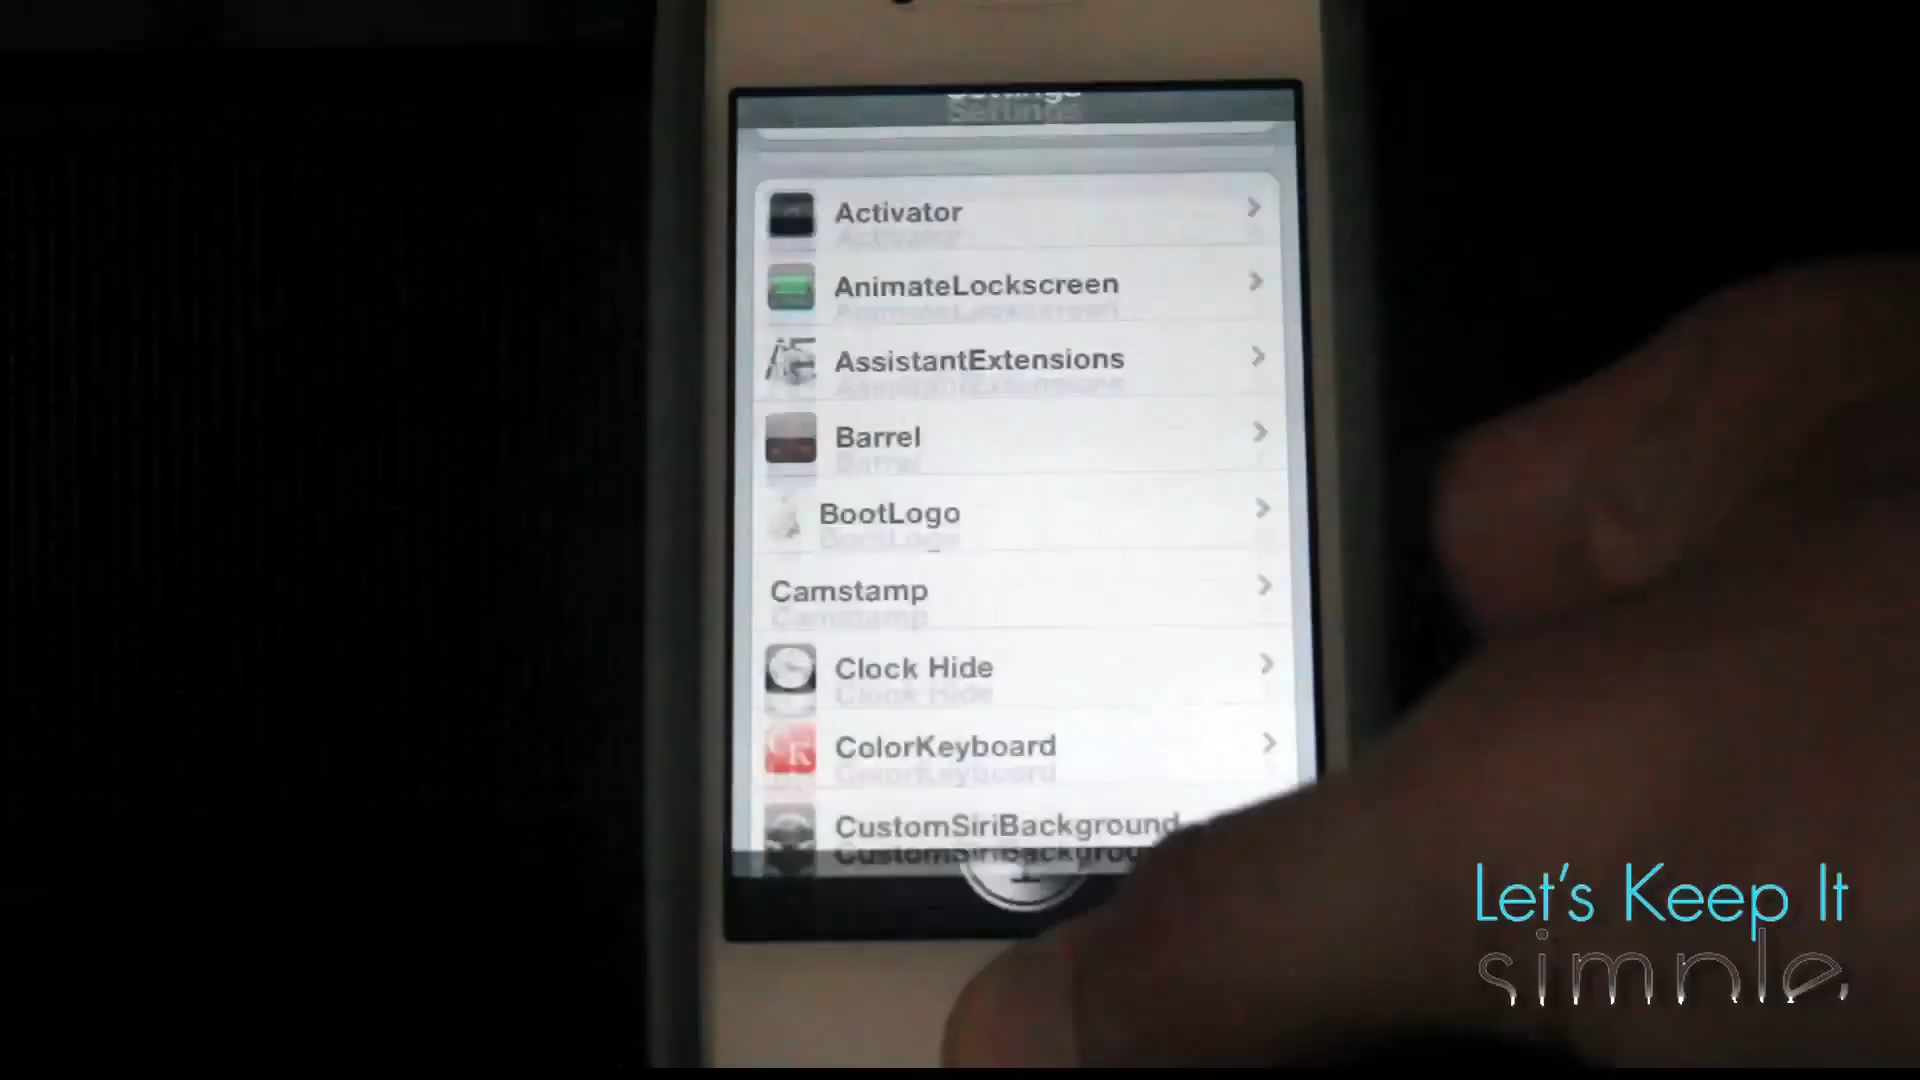 Settings
Activator
AnimateLockscreen
AssistantExtensions
Barrel
BootLogo
Camstamp
Clock Hide
ColorKeyboard
CustomSiriBackground
Let's Keep It
simple.